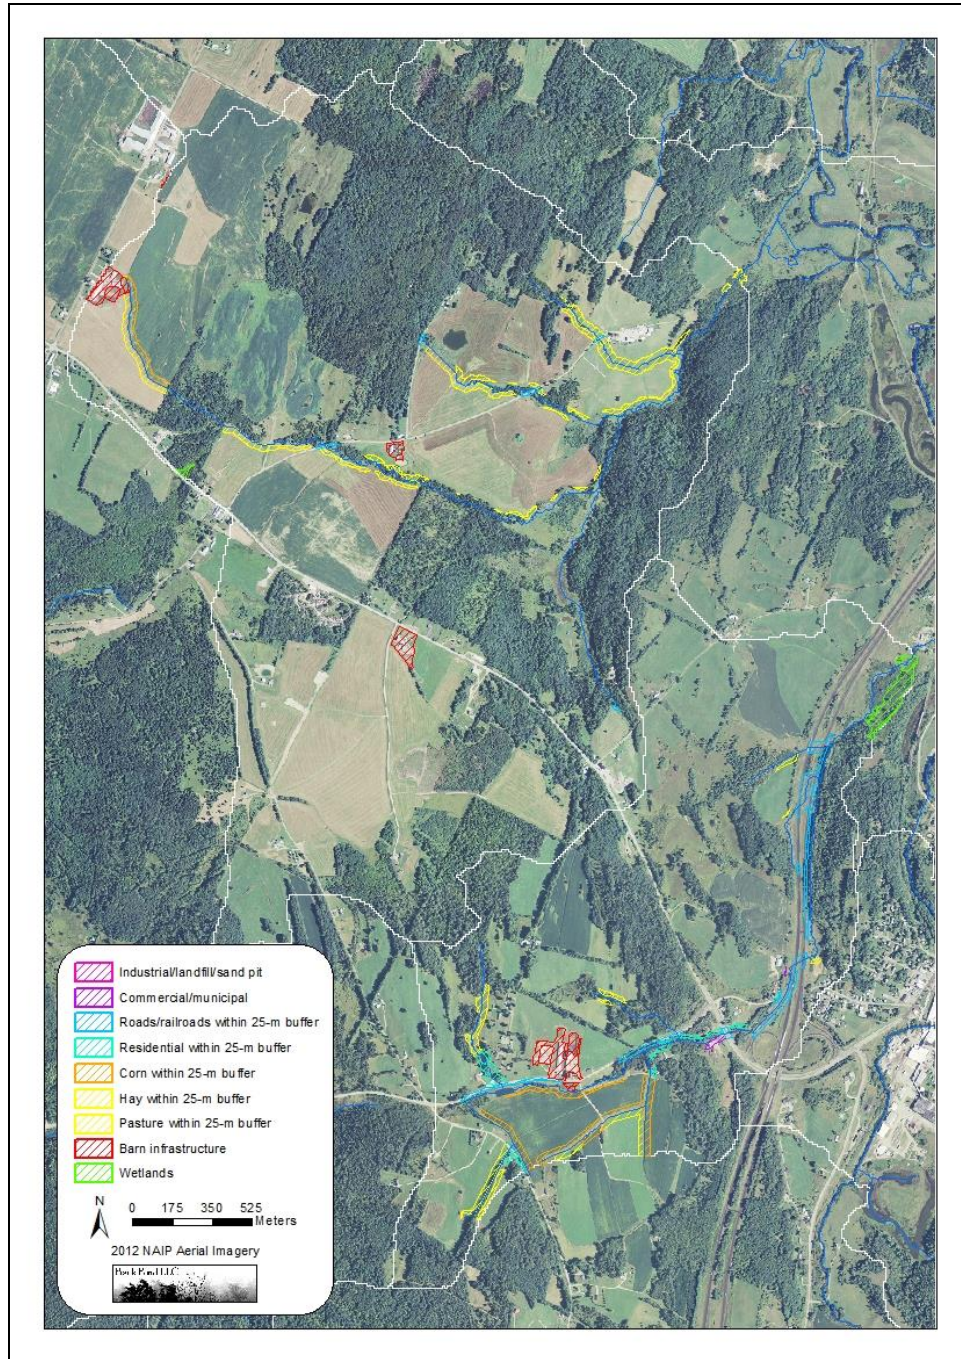 Industrial/landfill/sand pit
Commercial/municipal
Roads/railroads within 25-m buffer
Residential within 25-m buffer
Corn within 25-m buffer
Hay within 25-m buffer
Pasture within 25-m buffer
Barn infrastructure
Wetlands
N
0 175 350 525
Meters
2012 NAIP Aerial Imagery